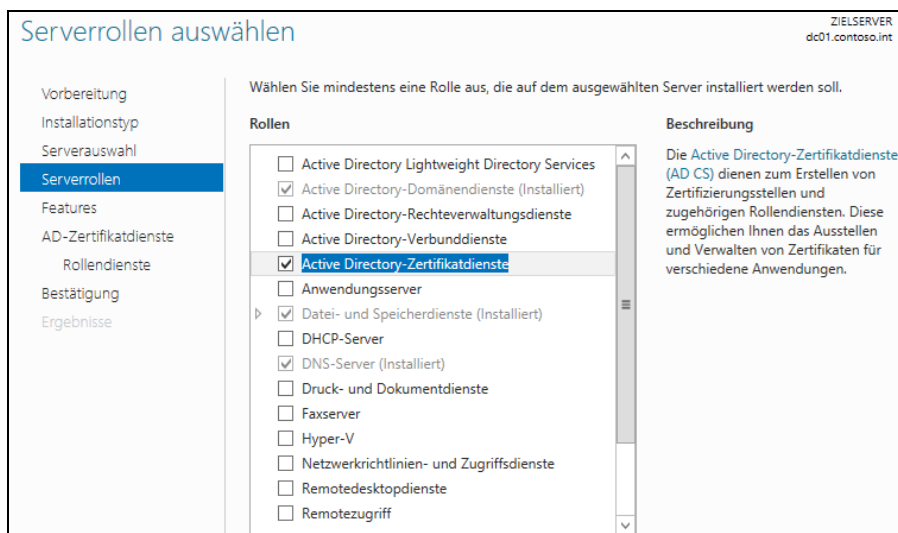 Serverrollen auswählen
ZIELSERVER
dc01.contoso.int
Vorbereitung
Installationstyp
Serverauswahl
Serverrollen
Features
AD-Zertifikatdienste
Rollendienste
Bestätigung
Ergebnisse
Wählen Sie mindestens eine Rolle aus, die auf dem ausgewählten Server installiert werden soll.
Rollen
Active Directory Lightweight Directory Services
Active Directory-Domänendienste (Installiert)
Active Directory-Rechteverwaltungsdienste
Active Directory-Verbunddienste
Active Directory-Zertifikatdienste
Anwendungsserver
Datei- und Speicherdienste (Installiert)
DHCP-Server
DNS-Server (Installiert)
Druck- und Dokumentdienste
Faxserver
Hyper-V
Netzwerkrichtlinien- und Zugriffsdienste
Remotedesktopdienste
Remotezugriff
Beschreibung
Die Active Directory-Zertifikatdienste
(AD CS) dienen zum Erstellen von
Zertifizierungsstellen und
zugehörigen Rollendiensten. Diese
ermöglichen Ihnen das Ausstellen
und Verwalten von Zertifikaten für
verschiedene Anwendungen.